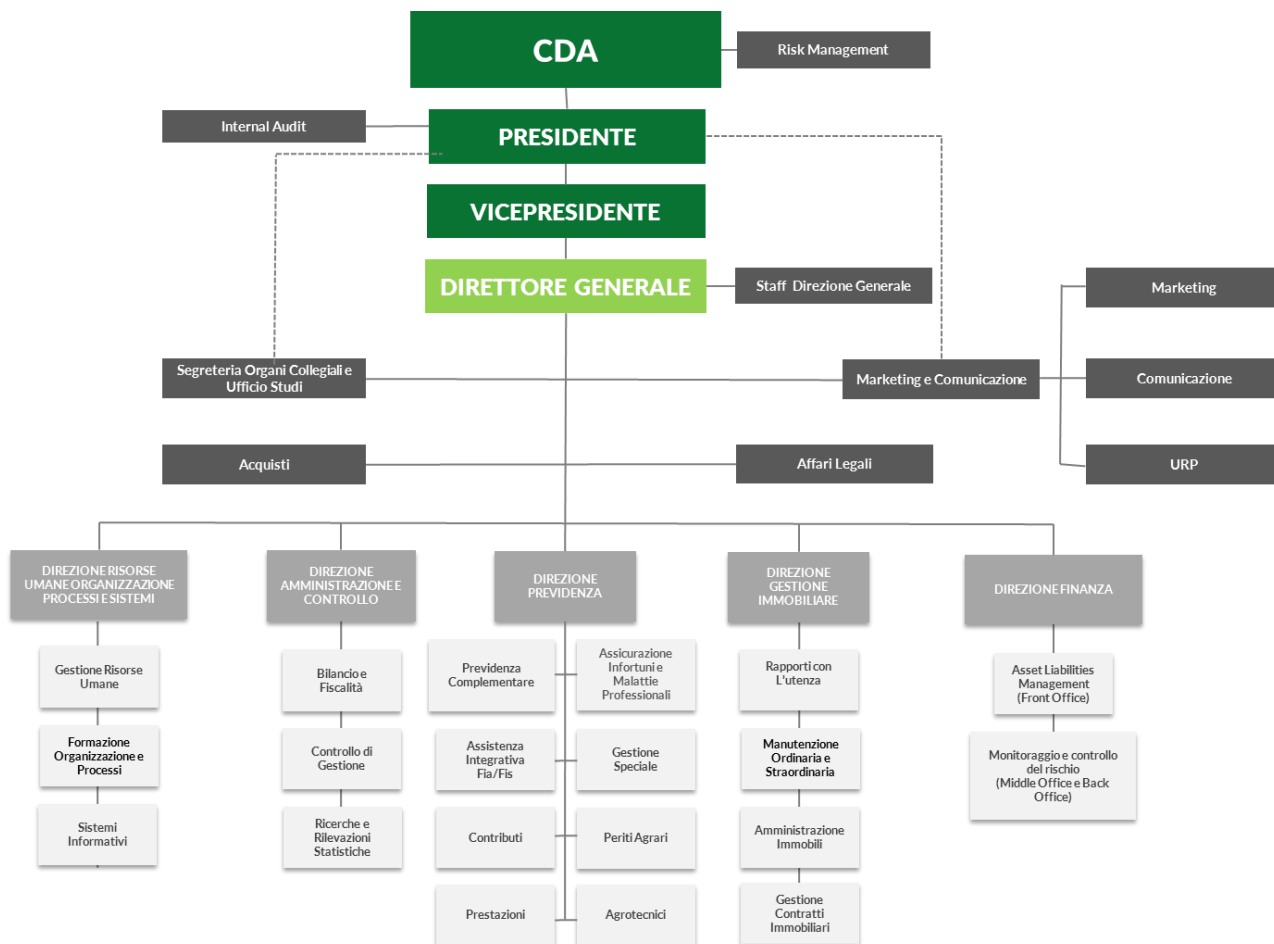 CDA
Risk Management
Internal Audit
PRESIDENTE
VICEPRESIDENTE
DIRETTORE GENERALE
Staff Direzione Generale
Marketing
Segreteria Organi Collegiali e
Ufficio Studi
Marketing e Comunicazione
Comunicazione
Acquisti
Affari Legali
URP
DIREZIONE RISORSE
UMANE ORGANIZZAZIONE
PROCESSI E SISTEMI
DIREZIONE
AMMINISTRAZIONE E
CONTROLLO
DIREZIONE
PREVIDENZA
DIREZIONE
GESTIONE
IMMOBILIARE
DIREZIONE FINANZA
Gestione Risorse
Umane
Formazione
Organizzazione e
Processi
Sistemi
Informativi
Bilancio e
Fiscalità
Controllo di
Gestione
Ricerche e
Rilevazioni
Statistiche
Previdenza
Complementare
Assicurazione
Infortuni e
Malattie
Professionali
Assistenza
Integrativa
Fia/Fis
Gestione
Speciale
Contributi
Periti Agrari
Prestazioni
Agrotecnici
Rapporti con
L'utenza
Manutenzione
Ordinaria e
Straordinaria
Amministrazione
Immobili
Gestione
Contratti
Immobiliari
Asset Liabilities
Management
(Front Office)
Monitoraggio e controllo
del rischio
(Middle Office e Back
Office)